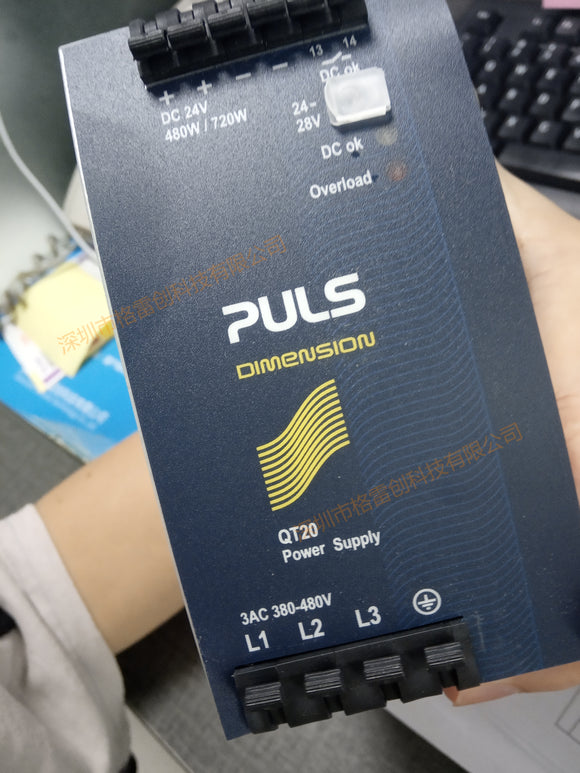 + + − −
13 14
DC ok
DC 24V
480W / 720W
24-
28V
DC ok
Overload
深圳市格雷创科技有限公司
PULS
DIMENSION
深圳市格雷创科技有限公司
QT20
Power Supply
3AC 380-480V
L1 L2 L3